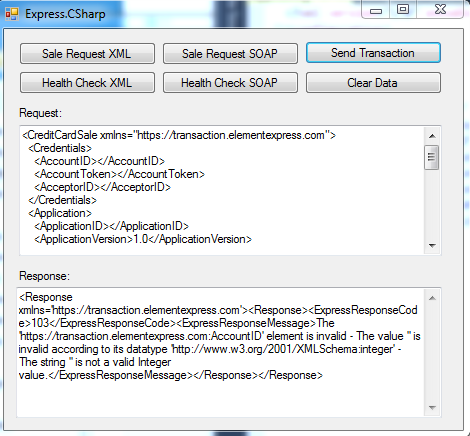 Express.CSharp
Sale Request XML
Sale Request SOAP
Send Transaction
Health Check XML
Health Check SOAP
Clear Data
Request:
<CreditCardSale xmlns="https://transaction.elementexpress.com">
<Credentials>
<AccountID></AccountID>
<AccountToken></AccountToken>
<AcceptorID></AcceptorID>
</Credentials>
<Application>
<ApplicationID></ApplicationID>
<ApplicationVersion>1.0</ApplicationVersion>
Response:
<Response
xmlns='https://transaction.elementexpress.com'><Response><ExpressResponseCod
e>103</ExpressResponseCode><ExpressResponseMessage>The
'https://transaction.elementexpress.com:AccountID' element is invalid - The value '' is
invalid according to its datatype 'http://www.w3.org/2001/XMLSchema:integer' -
The string '' is not a valid Integer
value.</ExpressResponseMessage></Response></Response>